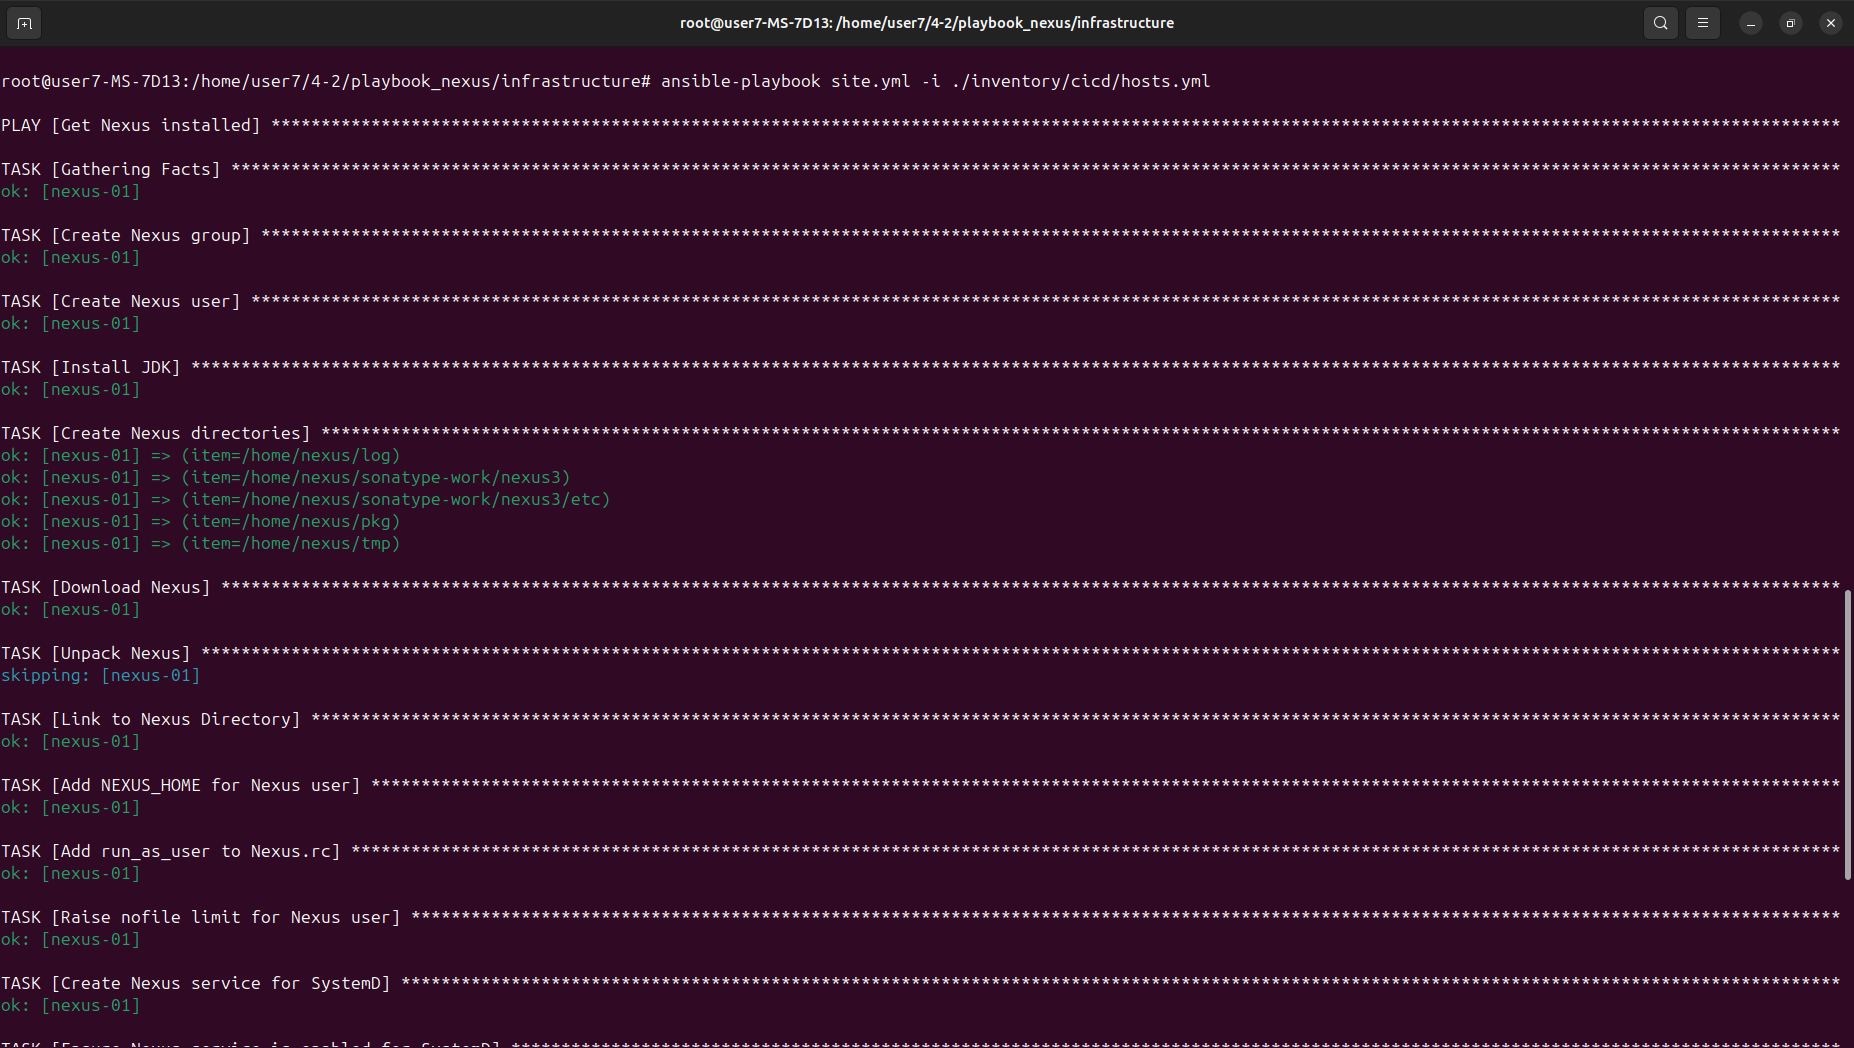 root@user7-MS-7D13: /home/user7/4-2/playbook_nexus/infrastructure
root@user7-MS-7D13:/home/user7/4-2/playbook_nexus/infrastructure# ansible-playbook site.yml -i ./inventory/cicd/hosts.yml
PLAY [Get Nexus installed] *************************************************************************************************************************************************************
TASK [Gathering Facts] *****************************************************************************************************************************************************************
ok: [nexus-01]
TASK [Create Nexus group] **************************************************************************************************************************************************************
ok: [nexus-01]
TASK [Create Nexus user] ***************************************************************************************************************************************************************
ok: [nexus-01]
TASK [Install JDK] *********************************************************************************************************************************************************************
ok: [nexus-01]
TASK [Create Nexus directories] ********************************************************************************************************************************************************
ok: [nexus-01] => (item=/home/nexus/log)
ok: [nexus-01] => (item=/home/nexus/sonatype-work/nexus3)
ok: [nexus-01] => (item=/home/nexus/sonatype-work/nexus3/etc)
ok: [nexus-01] => (item=/home/nexus/pkg)
ok: [nexus-01] => (item=/home/nexus/tmp)
TASK [Download Nexus] ******************************************************************************************************************************************************************
ok: [nexus-01]
TASK [Unpack Nexus] ********************************************************************************************************************************************************************
skipping: [nexus-01]
TASK [Link to Nexus Directory] *********************************************************************************************************************************************************
ok: [nexus-01]
TASK [Add NEXUS_HOME for Nexus user] ***************************************************************************************************************************************************
ok: [nexus-01]
TASK [Add run_as_user to Nexus.rc] *****************************************************************************************************************************************************
ok: [nexus-01]
TASK [Raise nofile limit for Nexus user] ***********************************************************************************************************************************************
ok: [nexus-01]
TASK [Create Nexus service for SystemD] ************************************************************************************************************************************************
ok: [nexus-01]
TASK [Ensure Nexus service is enabled for SystemD] *************************************************************************************************************************************